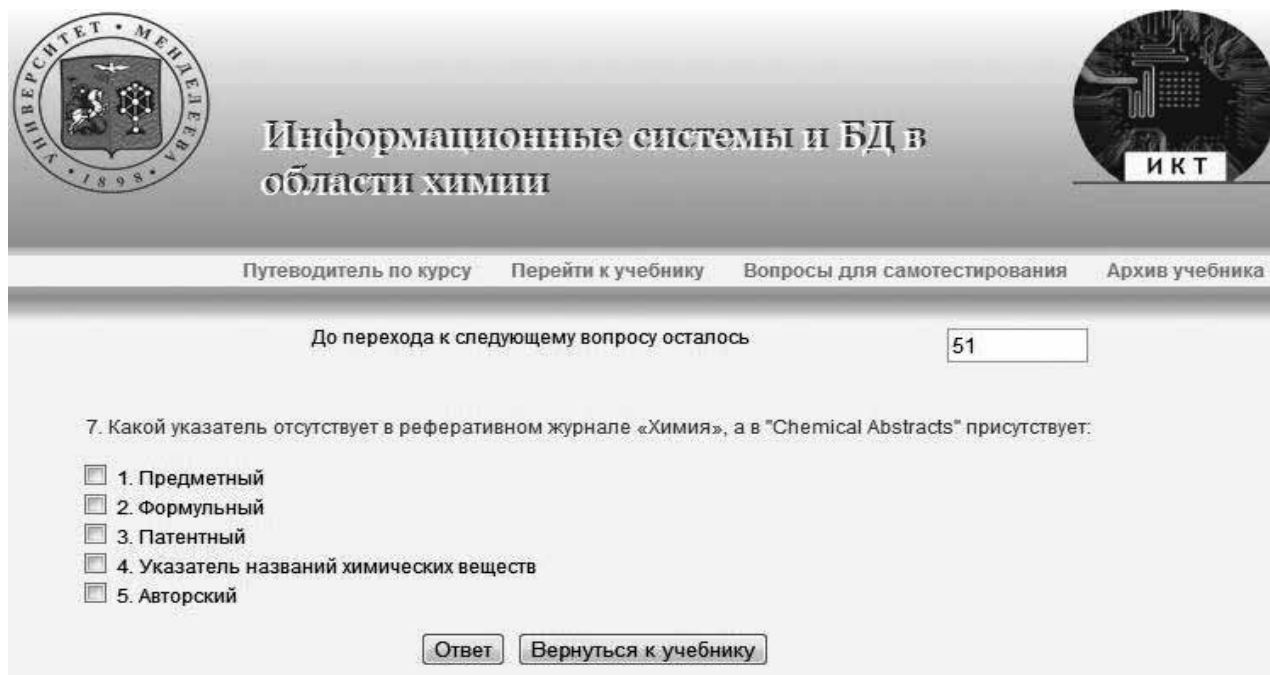 УНИВЕРСИТЕТ • МЕНДЕЛЕЕВА
• 1898 •
Информационные системы и БД в
области химии
ИКТ
Путеводитель по курсу Перейти к учебнику Вопросы для самотестирования Архив учебника
До перехода к следующему вопросу осталось 51
7. Какой указатель отсутствует в реферативном журнале «Химия», а в "Chemical Abstracts" присутствует:
1. Предметный
2. Формульный
3. Патентный
4. Указатель названий химических веществ
5. Авторский
Ответ Вернуться к учебнику